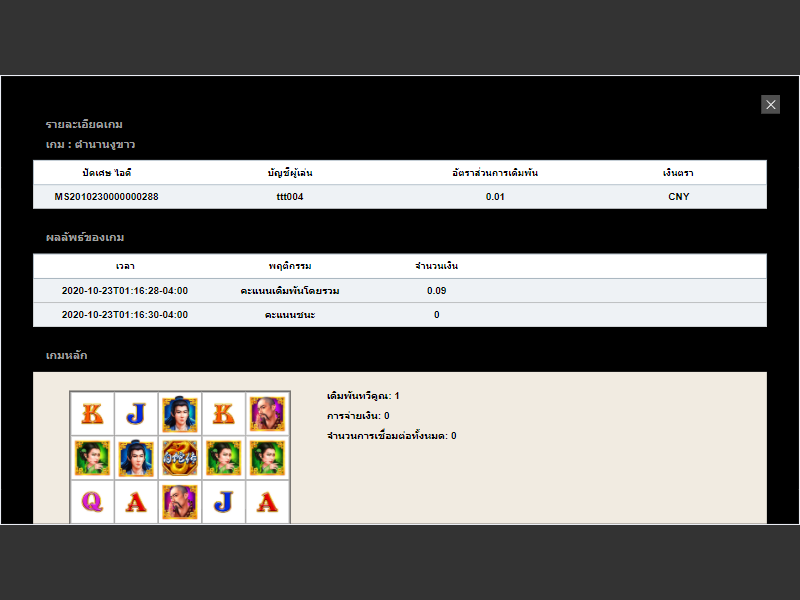 รายละเอียดเกม
เกม : ตำนานงูขาว
ปัดเศษ ไอดี บัญชีผู้เล่น อัตราส่วนการเดิมพัน เงินตรา
MS2010230000000288 ttt004 0.01 CNY
ผลลัพธ์ของเกม
เวลา พฤติกรรม จำนวนเงิน
2020-10-23T01:16:28-04:00 คะแนนเดิมพันโดยรวม 0.09
2020-10-23T01:16:30-04:00 คะแนนชนะ 0
เกมหลัก
เดิมพันทวีคูณ: 1
การจ่ายเงิน: 0
จำนวนการเชื่อมต่อทั้งหมด: 0
K J K
Q A J A